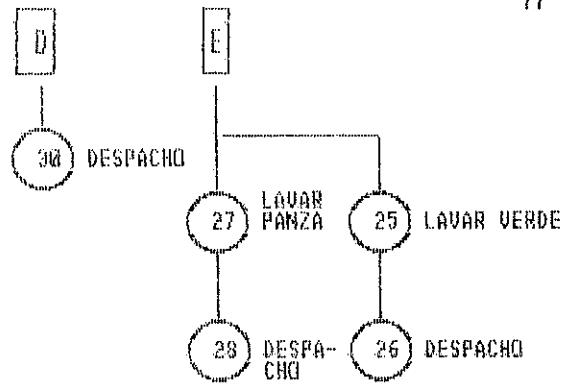 77
D
E
30 DESPACHO
27 LAVAR PANZA
25 LAVAR VERDE
28 DESPA-
CHO
26 DESPACHO